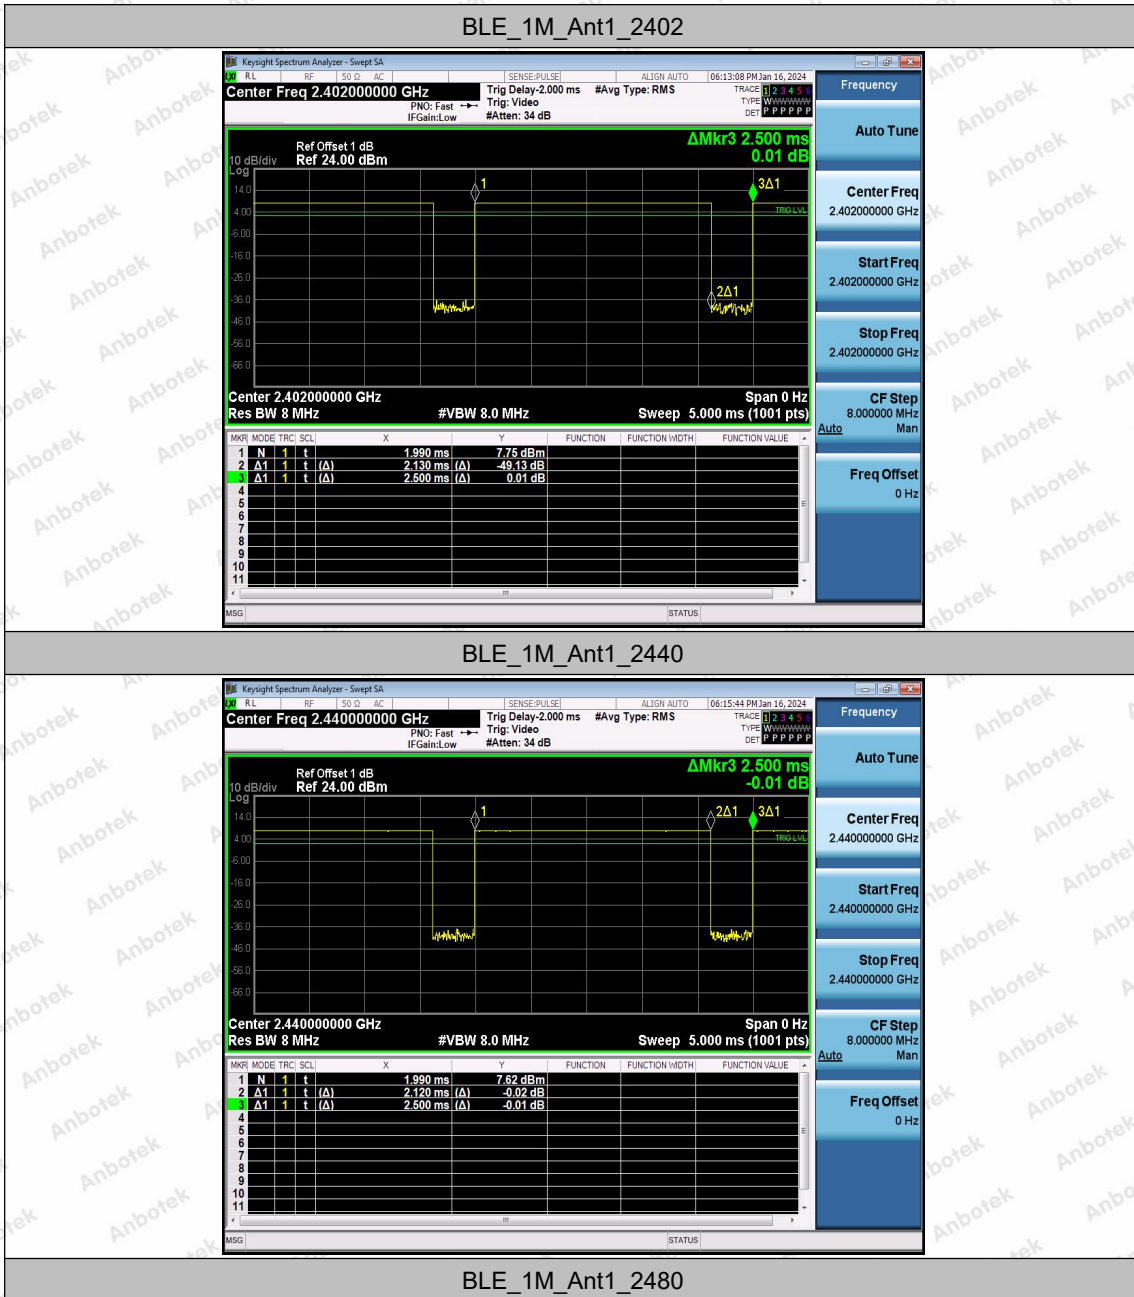 BLE_1M_Ant1_2402
Keysight Spectrum Analyzer - Swept SA
LXI RL RF 50 Ω AC SENSE:PULSE ALIGN AUTO 06:13:08 PM Jan 16, 2024
Center Freq 2.402000000 GHz
PNO: Fast
IFGain:Low
Trig Delay-2.000 ms
Trig: Video
#Atten: 34 dB
#Avg Type: RMS
TRACE 1 2 3 4 5 6
TYPE WWWWWW
DET P P P P P P
Frequency
Auto Tune
Center Freq
2.402000000 GHz
Start Freq
2.402000000 GHz
Stop Freq
2.402000000 GHz
CF Step
8.000000 MHz
Auto Man
Freq Offset
0 Hz
ΔMkr3 2.500 ms
0.01 dB
Ref Offset 1 dB
10 dB/div Ref 24.00 dBm
Log
14.0
4.00
-6.00
-16.0
-26.0
-36.0
-46.0
-56.0
-66.0
1
3Δ1
TRIG LVL
2Δ1
Center 2.402000000 GHz Span 0 Hz
Res BW 8 MHz #VBW 8.0 MHz Sweep 5.000 ms (1001 pts)
MKR MODE TRC SCL X Y FUNCTION FUNCTION WIDTH FUNCTION VALUE
1 N 1 t 1.990 ms 7.75 dBm
2 Δ1 1 t (Δ) 2.130 ms (Δ) -49.13 dB
3 Δ1 1 t (Δ) 2.500 ms (Δ) 0.01 dB
4
5
6
7
8
9
10
11
MSG STATUS
BLE_1M_Ant1_2440
Keysight Spectrum Analyzer - Swept SA
LXI RL RF 50 Ω AC SENSE:PULSE ALIGN AUTO 06:15:44 PM Jan 16, 2024
Center Freq 2.440000000 GHz
PNO: Fast
IFGain:Low
Trig Delay-2.000 ms
Trig: Video
#Atten: 34 dB
#Avg Type: RMS
TRACE 1 2 3 4 5 6
TYPE WWWWWW
DET P P P P P P
Frequency
Auto Tune
Center Freq
2.440000000 GHz
Start Freq
2.440000000 GHz
Stop Freq
2.440000000 GHz
CF Step
8.000000 MHz
Auto Man
Freq Offset
0 Hz
ΔMkr3 2.500 ms
-0.01 dB
Ref Offset 1 dB
10 dB/div Ref 24.00 dBm
Log
14.0
4.00
-6.00
-16.0
-26.0
-36.0
-46.0
-56.0
-66.0
1
2Δ1
3Δ1
TRIG LVL
Center 2.440000000 GHz Span 0 Hz
Res BW 8 MHz #VBW 8.0 MHz Sweep 5.000 ms (1001 pts)
MKR MODE TRC SCL X Y FUNCTION FUNCTION WIDTH FUNCTION VALUE
1 N 1 t 1.990 ms 7.62 dBm
2 Δ1 1 t (Δ) 2.120 ms (Δ) -0.02 dB
3 Δ1 1 t (Δ) 2.500 ms (Δ) -0.01 dB
4
5
6
7
8
9
10
11
MSG STATUS
BLE_1M_Ant1_2480